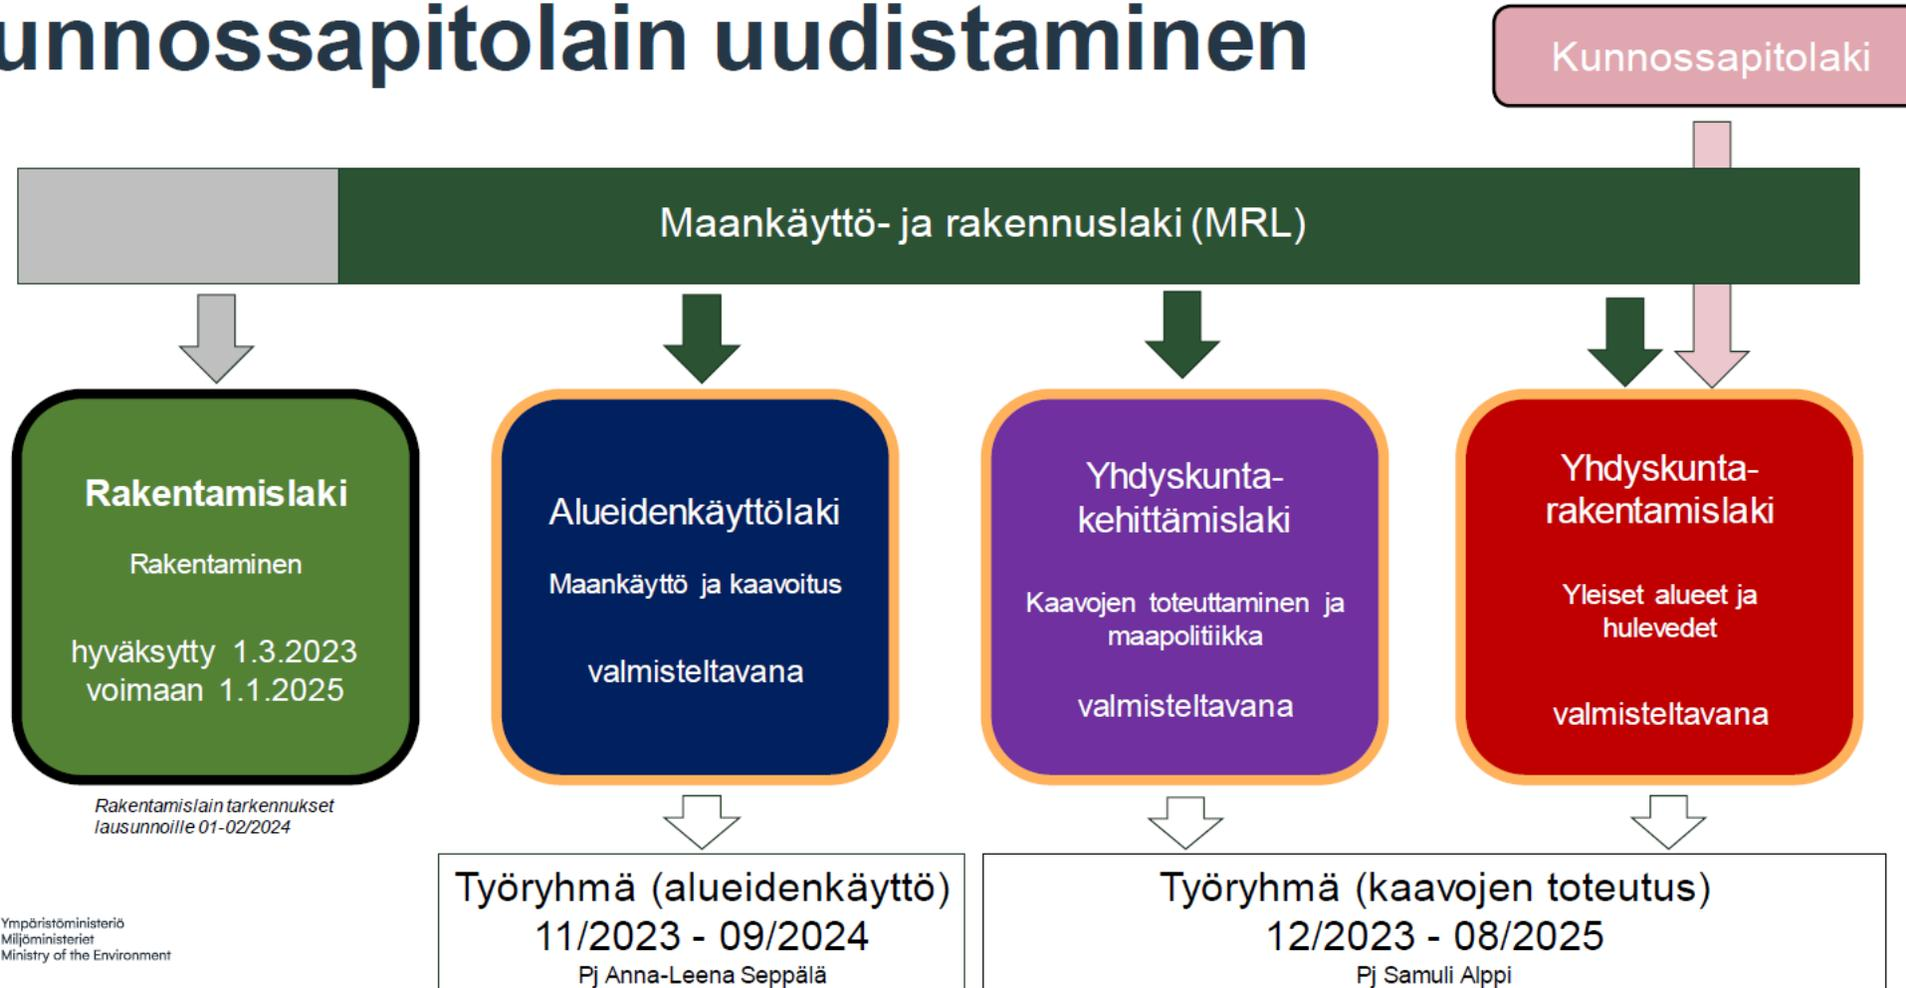 unnossapitolain uudistaminen
Kunnossapitolaki
Maankäyttö- ja rakennuslaki (MRL)
Rakentamislaki
Rakentaminen
hyväksytty 1.3.2023
voimaan 1.1.2025
Rakentamislain tarkennukset
lausunnoille 01-02/2024
Alueidenkäyttölaki
Maankäyttö ja kaavoitus
valmisteltavana
Yhdyskunta-
kehittämislaki
Kaavojen toteuttaminen ja
maapolitiikka
valmisteltavana
Yhdyskunta-
rakentamislaki
Yleiset alueet ja
hulevedet
valmisteltavana
Työryhmä (alueidenkäyttö)
11/2023 - 09/2024
Pj Anna-Leena Seppälä
Työryhmä (kaavojen toteutus)
12/2023 - 08/2025
Pj Samuli Alppi
Ympäristöministeriö
Miljöministeriet
Ministry of the Environment